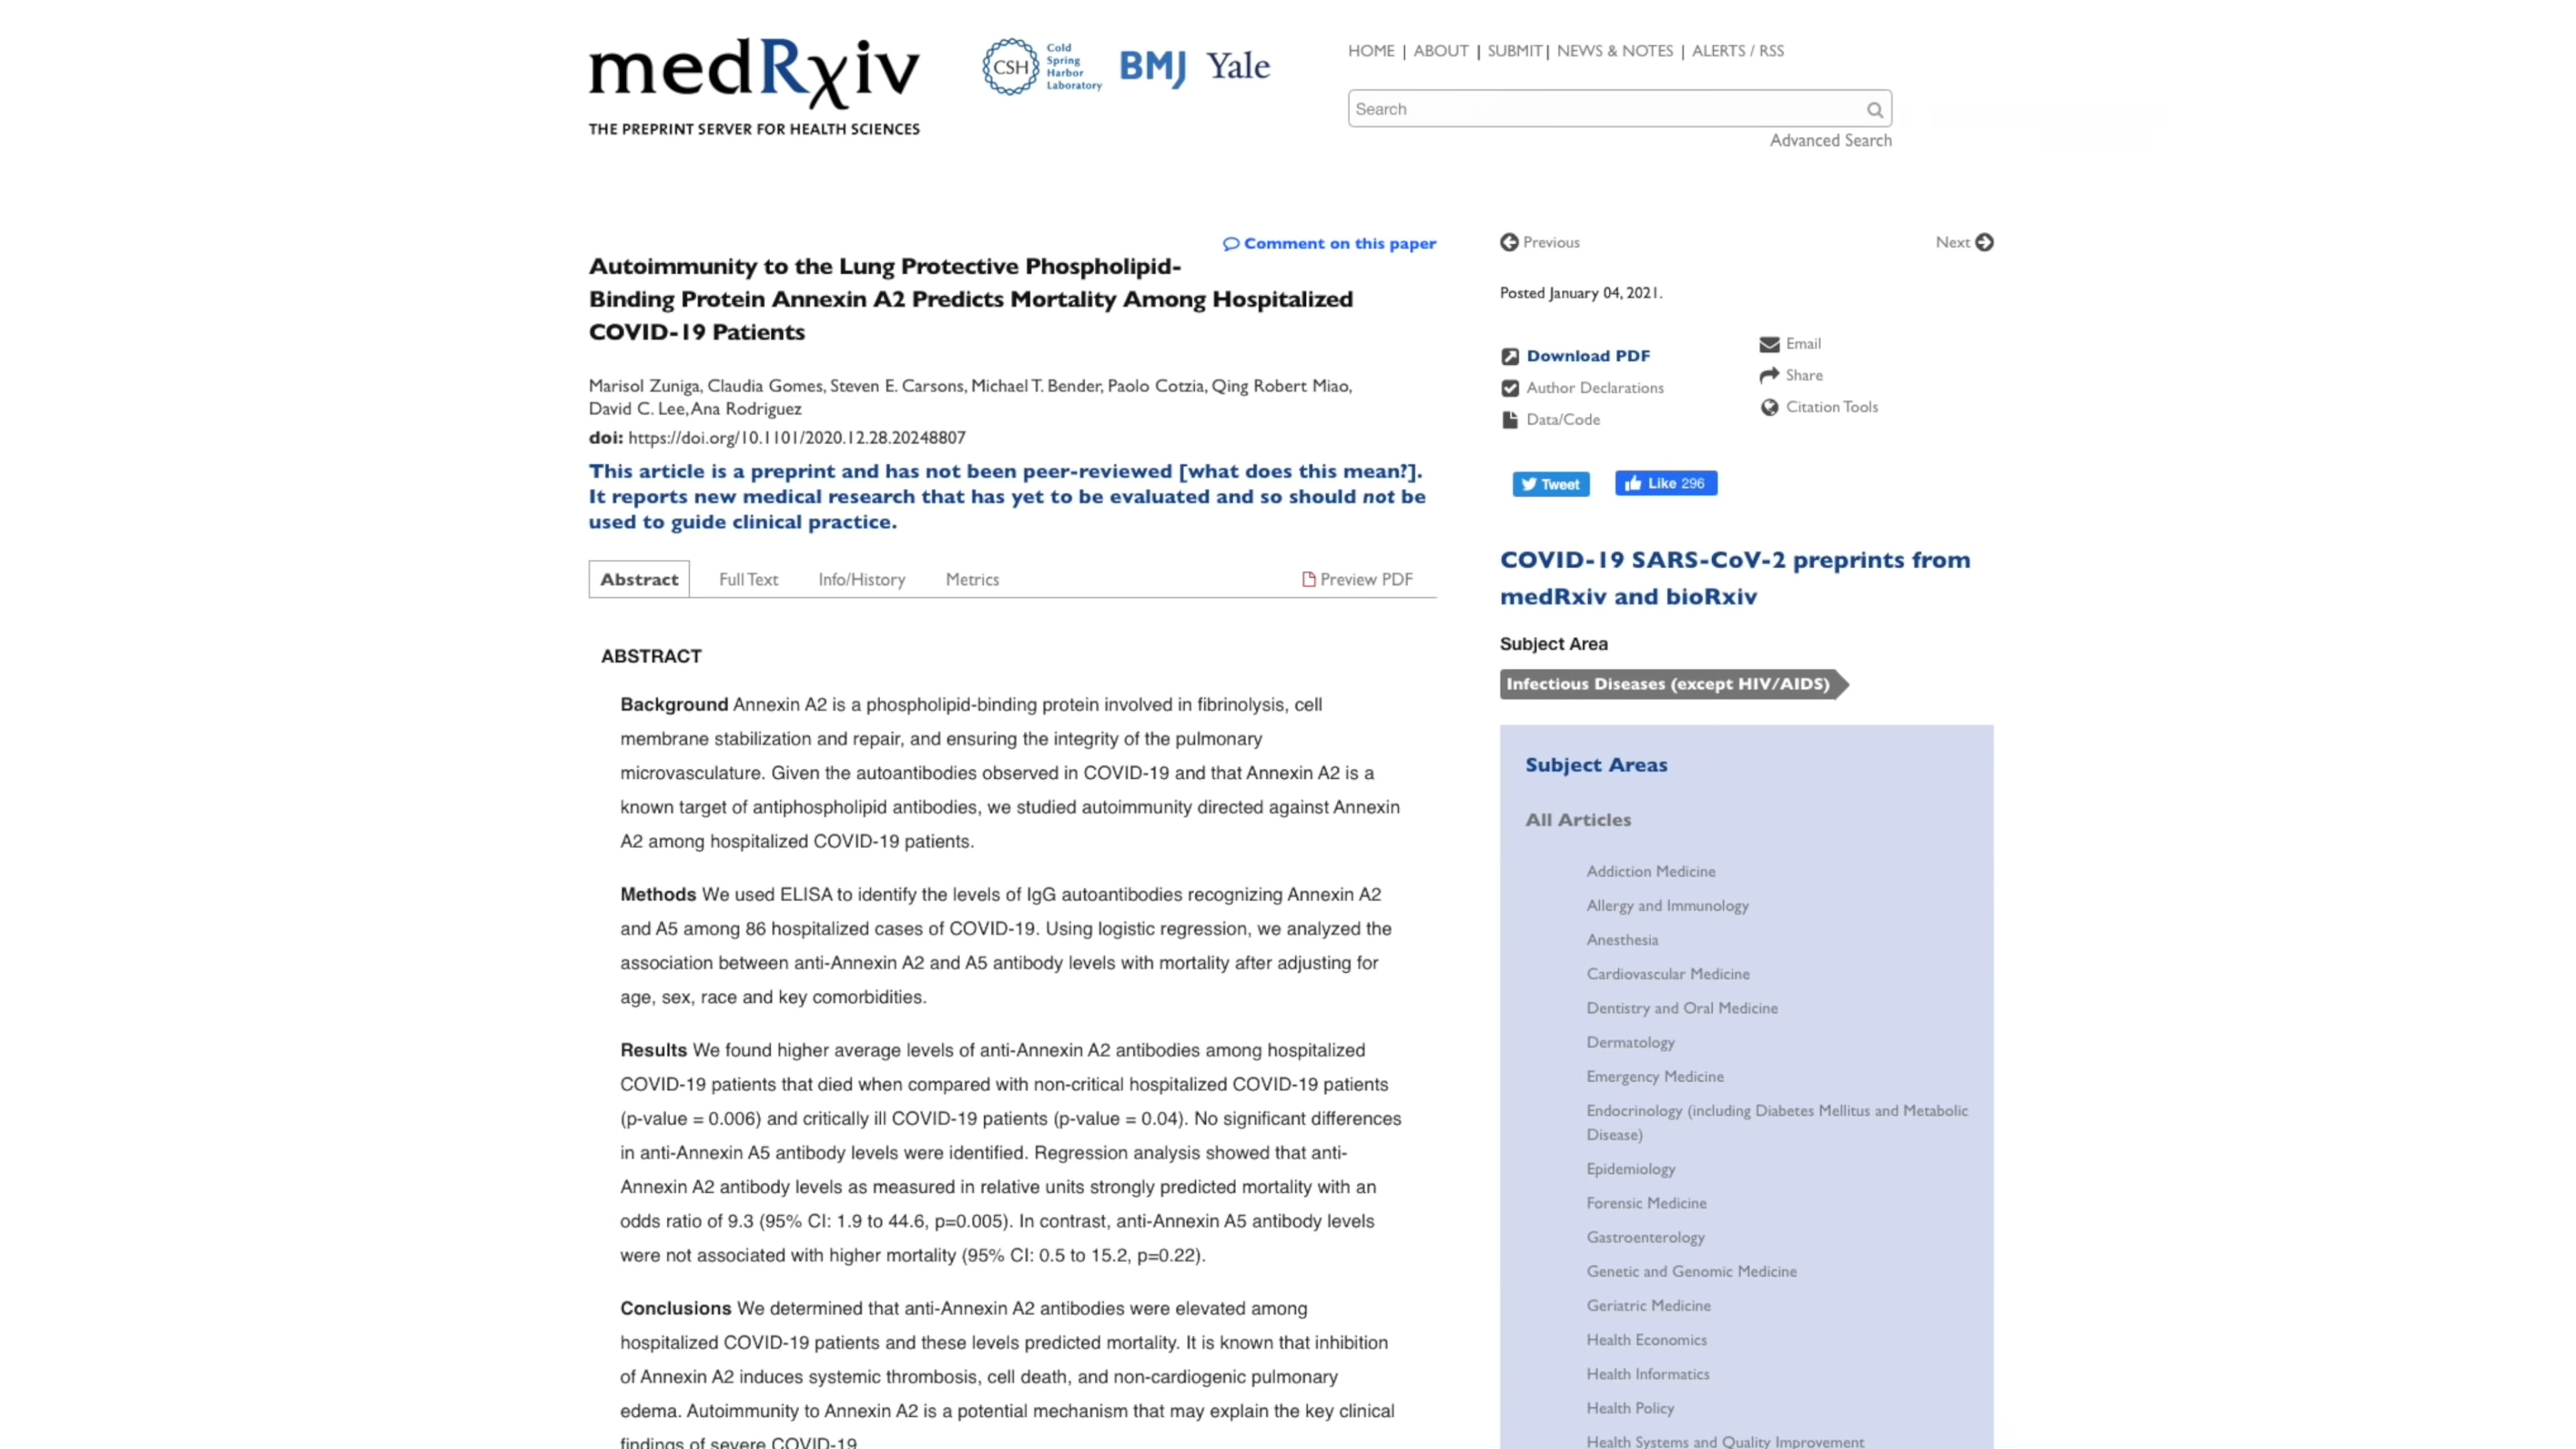 medRxiv
THE PREPRINT SERVER FOR HEALTH SCIENCES
CSH
Cold
Spring
Harbor
Laboratory
BMJ Yale
HOME | ABOUT | SUBMIT| NEWS & NOTES | ALERTS / RSS
Search
Advanced Search
Comment on this paper
Autoimmunity to the Lung Protective Phospholipid-
Binding Protein Annexin A2 Predicts Mortality Among Hospitalized
COVID-19 Patients
Marisol Zuniga, Claudia Gomes, Steven E. Carsons, Michael T. Bender, Paolo Cotzia, Qing Robert Miao,
David C. Lee, Ana Rodriguez
doi: https://doi.org/10.1101/2020.12.28.20248807
This article is a preprint and has not been peer-reviewed [what does this mean?].
It reports new medical research that has yet to be evaluated and so should not be
used to guide clinical practice.
Abstract Full Text Info/History Metrics Preview PDF
ABSTRACT
Background Annexin A2 is a phospholipid-binding protein involved in fibrinolysis, cell
membrane stabilization and repair, and ensuring the integrity of the pulmonary
microvasculature. Given the autoantibodies observed in COVID-19 and that Annexin A2 is a
known target of antiphospholipid antibodies, we studied autoimmunity directed against Annexin
A2 among hospitalized COVID-19 patients.
Methods We used ELISA to identify the levels of IgG autoantibodies recognizing Annexin A2
and A5 among 86 hospitalized cases of COVID-19. Using logistic regression, we analyzed the
association between anti-Annexin A2 and A5 antibody levels with mortality after adjusting for
age, sex, race and key comorbidities.
Results We found higher average levels of anti-Annexin A2 antibodies among hospitalized
COVID-19 patients that died when compared with non-critical hospitalized COVID-19 patients
(p-value = 0.006) and critically ill COVID-19 patients (p-value = 0.04). No significant differences
in anti-Annexin A5 antibody levels were identified. Regression analysis showed that anti-
Annexin A2 antibody levels as measured in relative units strongly predicted mortality with an
odds ratio of 9.3 (95% CI: 1.9 to 44.6, p=0.005). In contrast, anti-Annexin A5 antibody levels
were not associated with higher mortality (95% CI: 0.5 to 15.2, p=0.22).
Conclusions We determined that anti-Annexin A2 antibodies were elevated among
hospitalized COVID-19 patients and these levels predicted mortality. It is known that inhibition
of Annexin A2 induces systemic thrombosis, cell death, and non-cardiogenic pulmonary
edema. Autoimmunity to Annexin A2 is a potential mechanism that may explain the key clinical
findings of severe COVID-19.
Previous Next
Posted January 04, 2021.
Download PDF
Author Declarations
Data/Code
Email
Share
Citation Tools
Tweet
Like 296
COVID-19 SARS-CoV-2 preprints from
medRxiv and bioRxiv
Subject Area
Infectious Diseases (except HIV/AIDS)
Subject Areas
All Articles
Addiction Medicine
Allergy and Immunology
Anesthesia
Cardiovascular Medicine
Dentistry and Oral Medicine
Dermatology
Emergency Medicine
Endocrinology (including Diabetes Mellitus and Metabolic
Disease)
Epidemiology
Forensic Medicine
Gastroenterology
Genetic and Genomic Medicine
Geriatric Medicine
Health Economics
Health Informatics
Health Policy
Health Systems and Quality Improvement